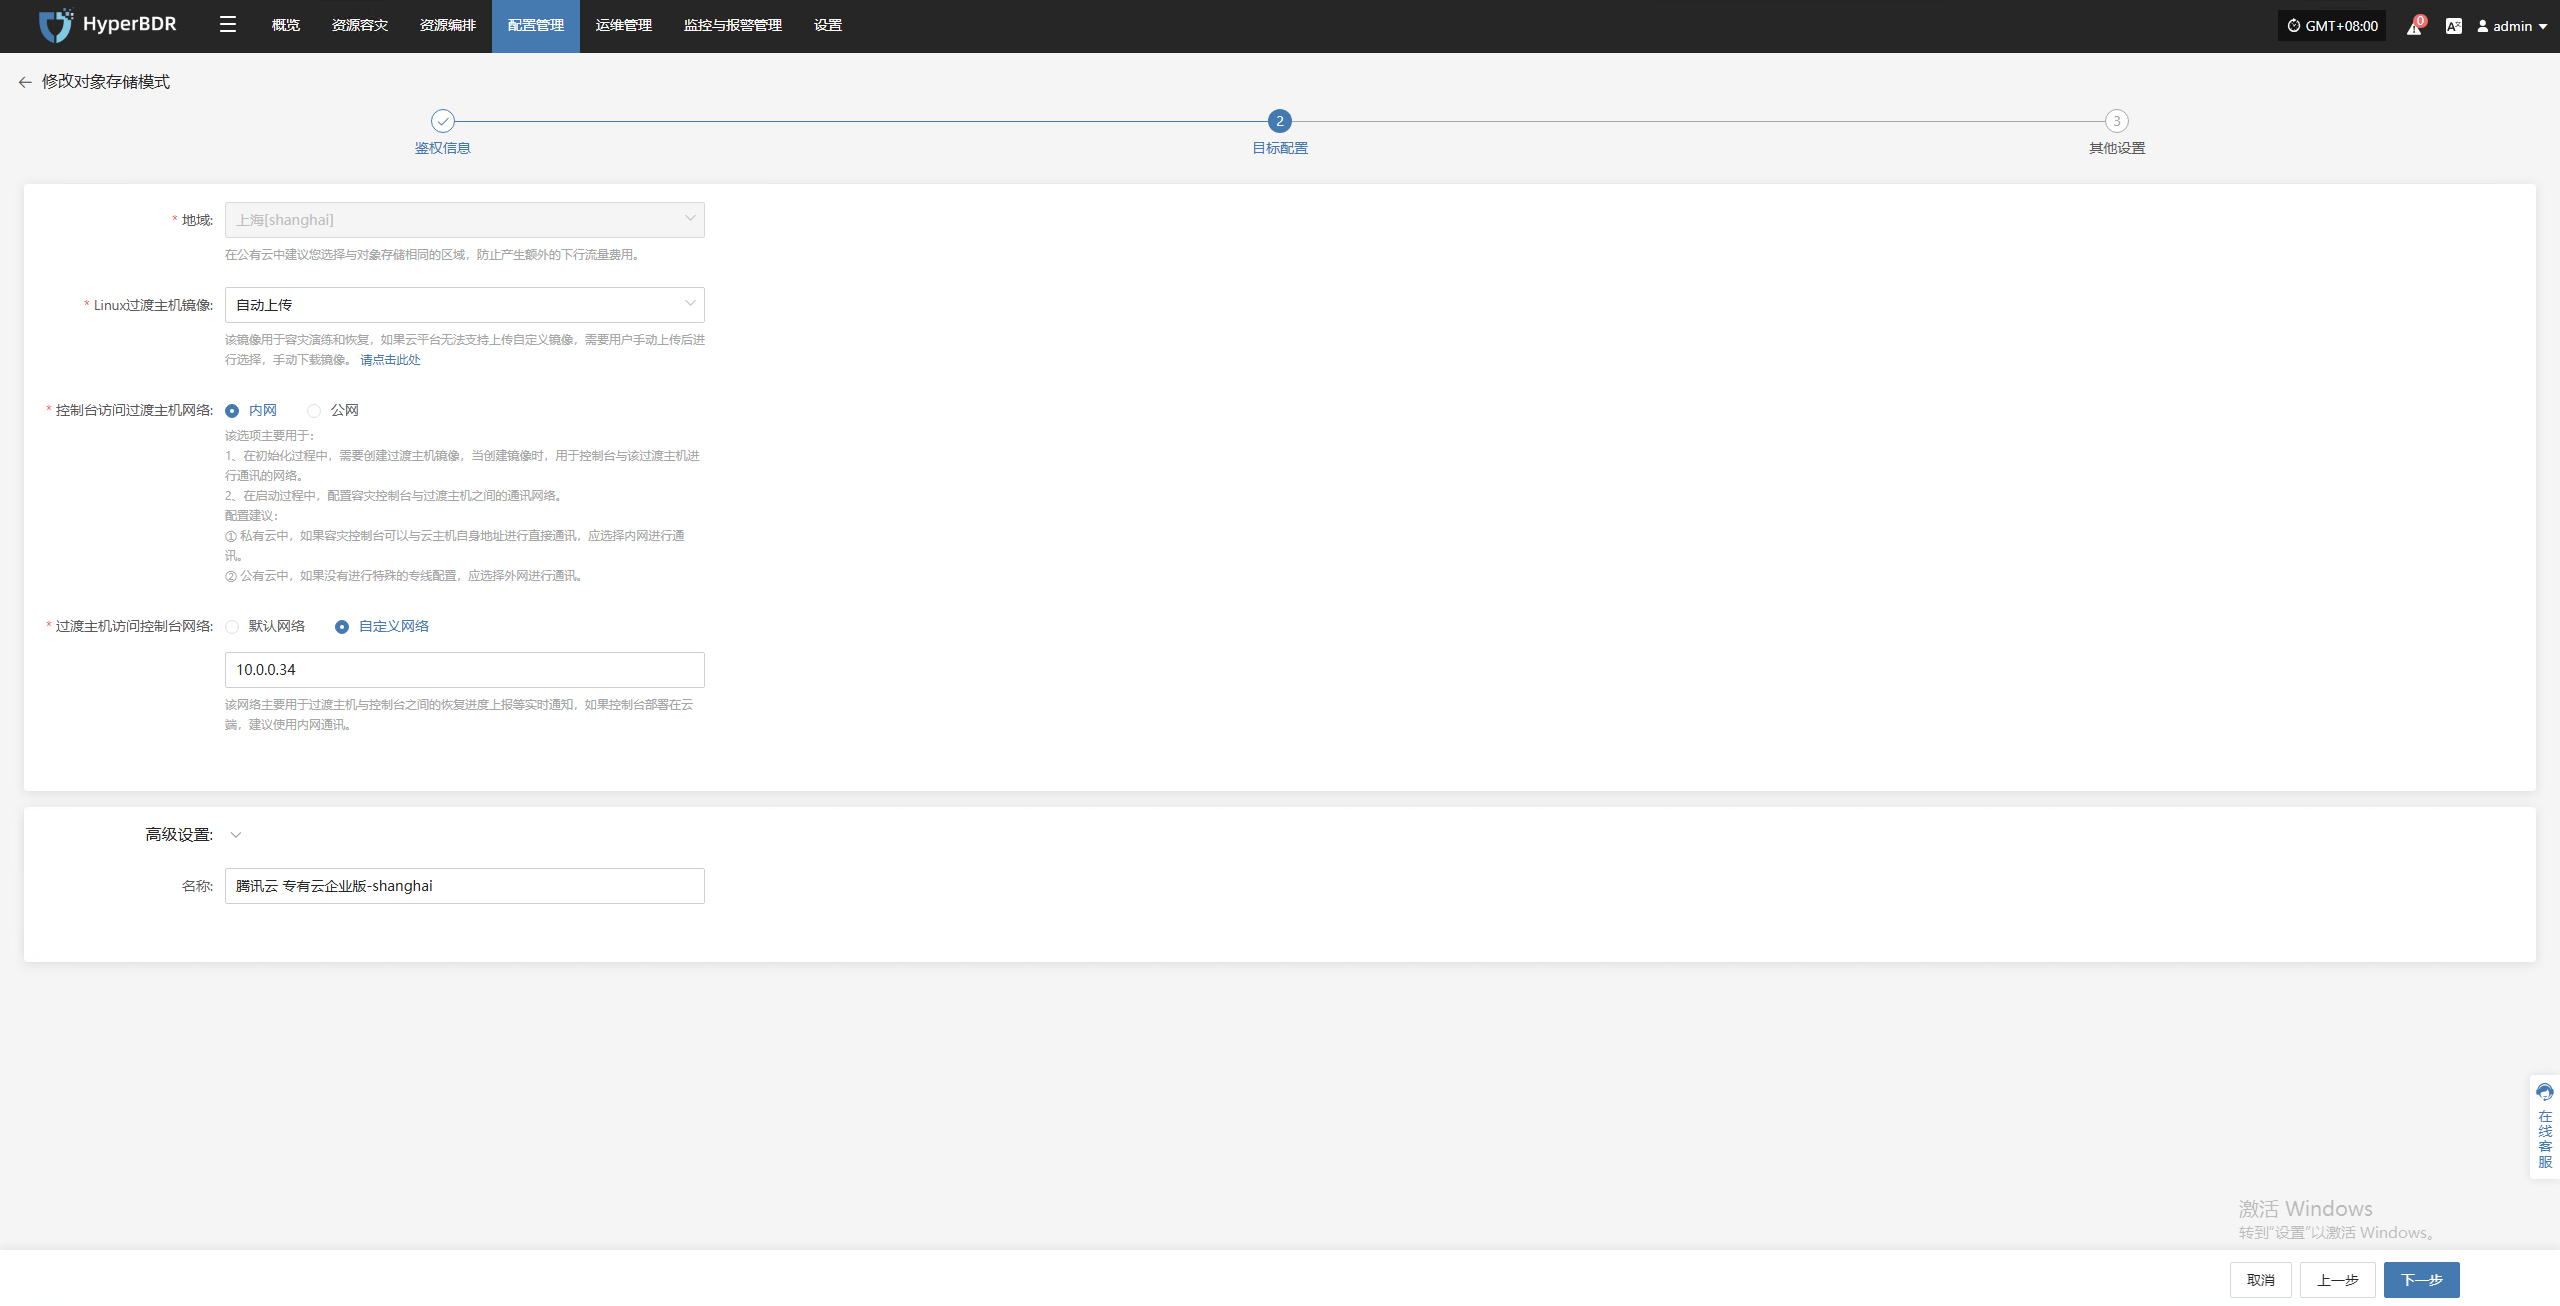 HyperBDR
概览
资源容灾
资源编排
配置管理
运维管理
监控与报警管理
设置
GMT+08:00
0
admin
修改对象存储模式
鉴权信息
2
目标配置
3
其他设置
* 地域:
上海[shanghai]
在公有云中建议您选择与对象存储相同的区域，防止产生额外的下行流量费用。
* Linux过渡主机镜像:
自动上传
该镜像用于容灾演练和恢复，如果云平台无法支持上传自定义镜像，需要用户手动上传后进
行选择，手动下载镜像。 请点击此处
* 控制台访问过渡主机网络:
内网
公网
该选项主要用于：
1、在初始化过程中，需要创建过渡主机镜像，当创建镜像时，用于控制台与该过渡主机进
行通讯的网络。
2、在启动过程中，配置容灾控制台与过渡主机之间的通讯网络。
配置建议：
① 私有云中，如果容灾控制台可以与云主机自身地址进行直接通讯，应选择内网进行通
讯。
② 公有云中，如果没有进行特殊的专线配置，应选择外网进行通讯。
* 过渡主机访问控制台网络:
默认网络
自定义网络
10.0.0.34
该网络主要用于过渡主机与控制台之间的恢复进度上报等实时通知，如果控制台部署在云
端，建议使用内网通讯。
高级设置:
名称:
腾讯云 专有云企业版-shanghai
在线客服
激活 Windows
转到"设置"以激活 Windows。
取消
上一步
下一步